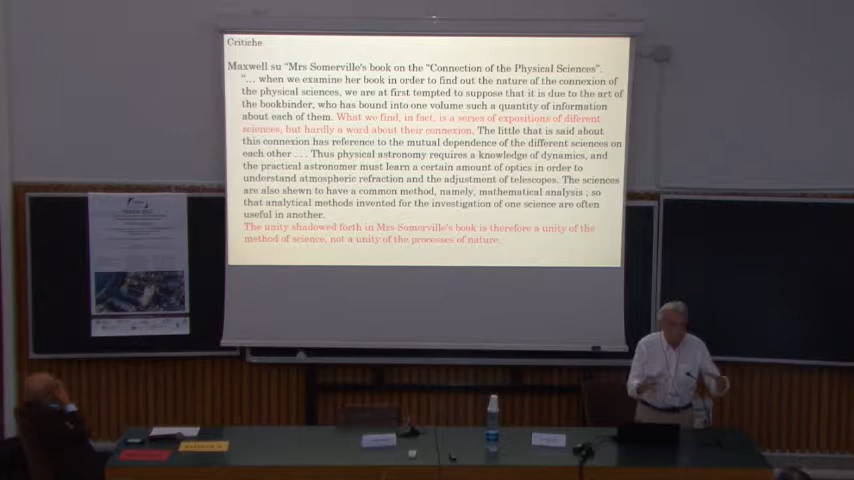 Critiche
Maxwell su "Mrs Somerville's book on the "Connection of the Physical Sciences".
"... when we examine her book in order to find out the nature of the connexion of
the physical sciences, we are at first tempted to suppose that it is due to the art of
the bookbinder, who has bound into one volume such a quantity of information
about each of them. What we find, in fact, is a series of expositions of diferent
sciences, but hardly a word about their connexion. The little that is said about
this connexion has reference to the mutual dependence of the different sciences on
each other ... . Thus physical astronomy requires a knowledge of dynamics, and
the practical astronomer must learn a certain amount of optics in order to
understand atmospheric refraction and the adjustment of telescopes. The sciences
are also shewn to have a common method, namely, mathematical analysis ; so
that analytical methods invented for the investigation of one science are often
useful in another.
The unity shadowed forth in Mrs Somerville's book is therefore a unity of the
method of science, not a unity of the processes of nature.